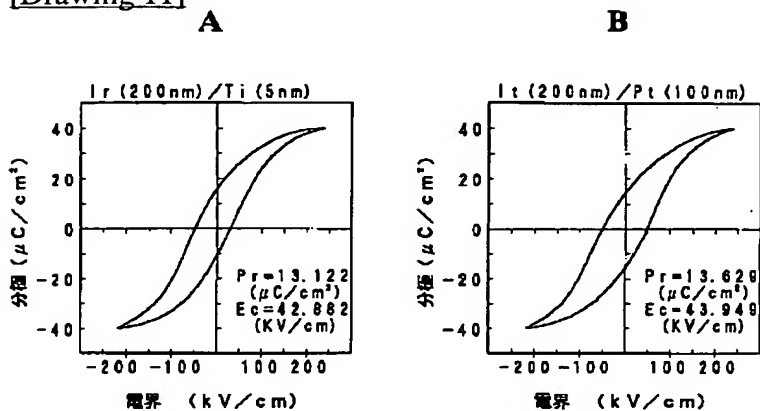 [Drawing 11]
A
Ir (200nm) /Ti (5nm)
40
20
0
-20
-40
分極 (μC/cm²)
Pr=13.122
(μC/cm²)
Ec=42.882
(KV/cm)
-200 -100 100 200
電界 (kV/cm)
B
It (200nm) /Pt (100nm)
40
20
0
-20
-40
分極 (μC/cm²)
Pr=13.629
(μC/cm²)
Ec=43.949
(KV/cm)
-200 -100 100 200
電界 (kV/cm)